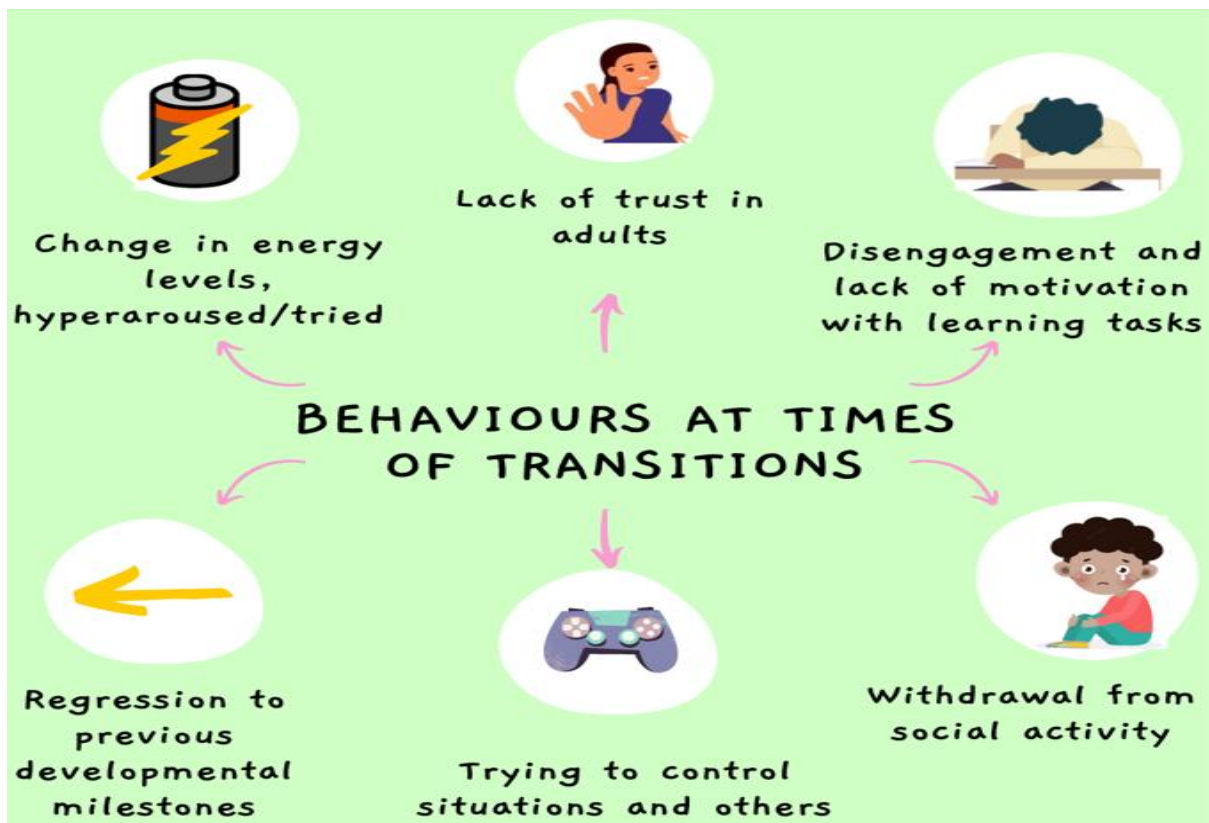 Change in energy
levels,
hyperaroused/tried
Lack of trust in
adults
Disengagement and
lack of motivation
with learning tasks
BEHAVIOURS AT TIMES
OF TRANSITIONS
Regression to
previous
developmental
milestones
Trying to control
situations and others
Withdrawal from
social activity